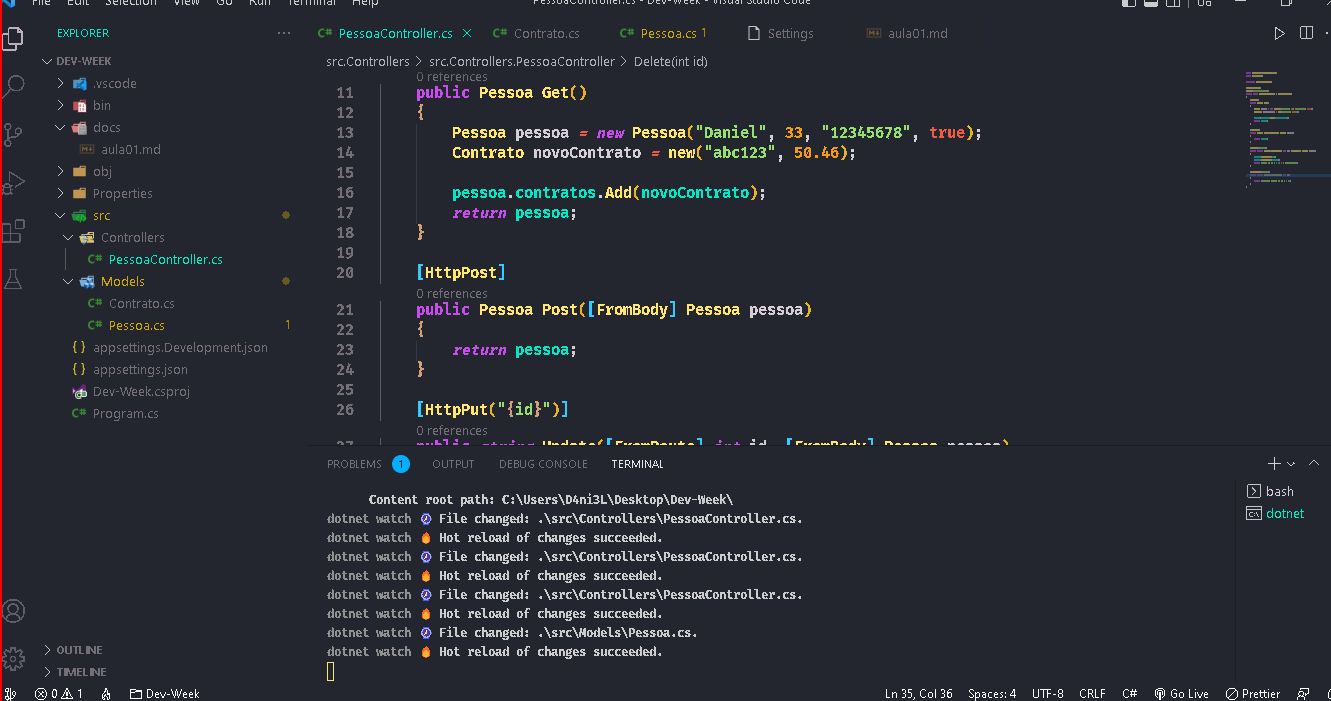 File Edit Selection View Go Run Terminal Help PessoaController.cs - Dev-Week - Visual Studio Code
EXPLORER ...
DEV-WEEK
.vscode
bin
docs
aula01.md
obj
Properties
src
Controllers
C# PessoaController.cs
Models
C# Contrato.cs
C# Pessoa.cs 1
{} appsettings.Development.json
{} appsettings.json
Dev-Week.csproj
C# Program.cs
OUTLINE
TIMELINE
C# PessoaController.cs C# Contrato.cs C# Pessoa.cs 1 Settings aula01.md
src.Controllers > src.Controllers.PessoaController > Delete(int id)
0 references
11 public Pessoa Get()
12 {
13 Pessoa pessoa = new Pessoa("Daniel", 33, "12345678", true);
14 Contrato novoContrato = new("abc123", 50.46);
15
16 pessoa.contratos.Add(novoContrato);
17 return pessoa;
18 }
19
20 [HttpPost]
0 references
21 public Pessoa Post([FromBody] Pessoa pessoa)
22 {
23 return pessoa;
24 }
25
26 [HttpPut("{id}")]
0 references
27 public string Update([FromRoute] int id, [FromBody] Pessoa pessoa)
PROBLEMS 1 OUTPUT DEBUG CONSOLE TERMINAL
Content root path: C:\Users\D4ni3L\Desktop\Dev-Week\
dotnet watch File changed: .\src\Controllers\PessoaController.cs.
dotnet watch Hot reload of changes succeeded.
dotnet watch File changed: .\src\Controllers\PessoaController.cs.
dotnet watch Hot reload of changes succeeded.
dotnet watch File changed: .\src\Controllers\PessoaController.cs.
dotnet watch Hot reload of changes succeeded.
dotnet watch File changed: .\src\Models\Pessoa.cs.
dotnet watch Hot reload of changes succeeded.
bash
dotnet
0 1 Dev-Week Ln 35, Col 36 Spaces: 4 UTF-8 CRLF C# Go Live Prettier